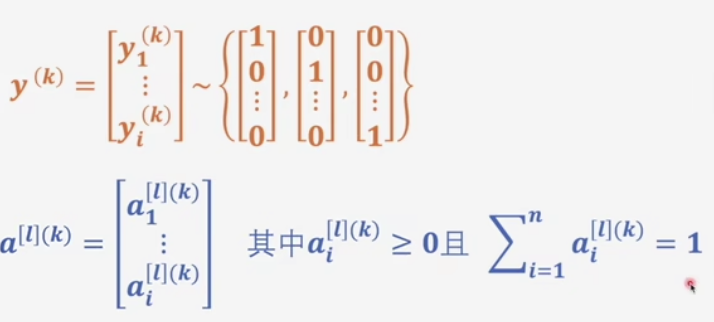 $y^{(k)} = \begin{bmatrix} y_1^{(k)} \\ \vdots \\ y_i^{(k)} \end{bmatrix} \sim \left\{ \begin{bmatrix} 1 \\ 0 \\ \vdots \\ 0 \end{bmatrix}, \begin{bmatrix} 0 \\ 1 \\ \vdots \\ 0 \end{bmatrix}, \begin{bmatrix} 0 \\ 0 \\ \vdots \\ 1 \end{bmatrix} \right\}$
$a^{[l](k)} = \begin{bmatrix} a_1^{[l](k)} \\ \vdots \\ a_i^{[l](k)} \end{bmatrix}$ 其中$a_i^{[l](k)} \geq 0$且 $\sum_{i=1}^{n} a_i^{[l](k)} = 1$